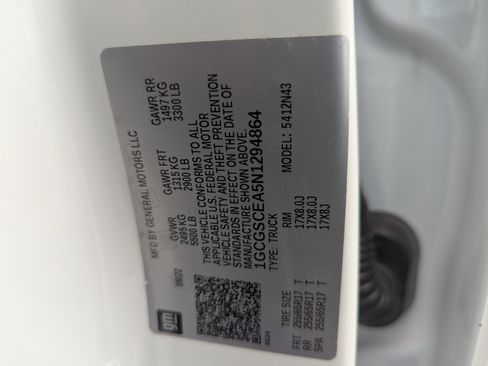 gm
MFD BY GENERAL MOTORS LLC
09/22
GVWR
2495 KG
5500 LB
GAWR FRT
1315 KG
2900 LB
GAWR RR
1497 KG
3300 LB
THIS VEHICLE CONFORMS TO ALL
APPLICABLE U.S. FEDERAL MOTOR
VEHICLE SAFETY AND THEFT PREVENTION
STANDARDS IN EFFECT ON THE DATE OF
MANUFACTURE SHOWN ABOVE.
1GCGSCEA5N1294864
TYPE: TRUCK
MODEL: 5412N43
TIRE SIZE
RIM
FRT 255/65R17 T 17X8.0J
RR 255/65R17 T 17X8.0J
SPA 255/65R17 T 17X8J